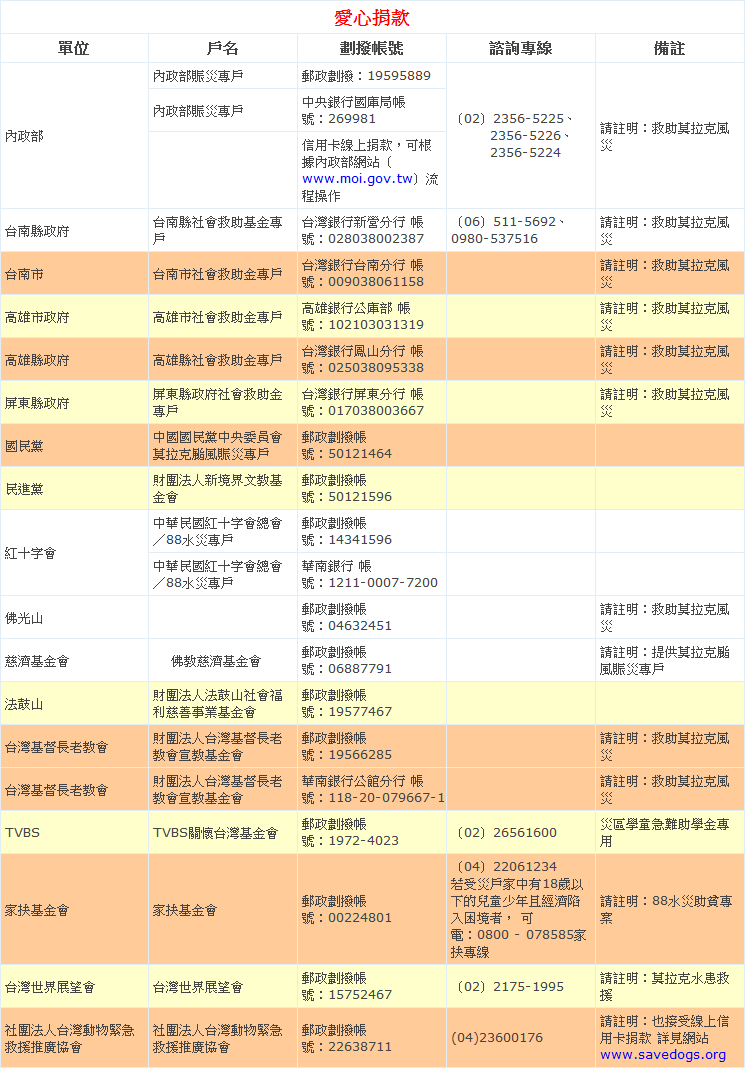 愛心捐款
單位 戶名 劃撥帳號 諮詢專線 備註
內政部
內政部賑災專戶
郵政劃撥：19595889
內政部賑災專戶
中央銀行國庫局帳
號：269981
信用卡線上捐款，可根
據內政部網站〔
www.moi.gov.tw〕流
程操作
〔02〕2356-5225、
2356-5226、
2356-5224
請註明：救助莫拉克風
災
台南縣政府
台南縣社會救助基金專
戶
台灣銀行新營分行 帳
號：028038002387
〔06〕511-5692、
0980-537516
請註明：救助莫拉克風
災
台南市
台南市社會救助金專戶
台灣銀行台南分行 帳
號：009038061158
請註明：救助莫拉克風
災
高雄市政府
高雄市社會救助金專戶
高雄銀行公庫部 帳
號：102103031319
請註明：救助莫拉克風
災
高雄縣政府
高雄縣社會救助金專戶
台灣銀行鳳山分行 帳
號：025038095338
請註明：救助莫拉克風
災
屏東縣政府
屏東縣政府社會救助金
專戶
台灣銀行屏東分行 帳
號：017038003667
請註明：救助莫拉克風
災
國民黨
中國國民黨中央委員會
莫拉克颱風賑災專戶
郵政劃撥帳
號：50121464
民進黨
財團法人新境界文教基
金會
郵政劃撥帳
號：50121596
紅十字會
中華民國紅十字會總會
／88水災專戶
郵政劃撥帳
號：14341596
中華民國紅十字會總會
／88水災專戶
華南銀行 帳
號：1211-0007-7200
佛光山
郵政劃撥帳
號：04632451
請註明：救助莫拉克風
災
慈濟基金會
佛教慈濟基金會
郵政劃撥帳
號：06887791
請註明：提供莫拉克颱
風賑災專戶
法鼓山
財團法人法鼓山社會福
利慈善事業基金會
郵政劃撥帳
號：19577467
台灣基督長老教會
財團法人台灣基督長老
教會宣教基金會
郵政劃撥帳
號：19566285
請註明：救助莫拉克風
災
台灣基督長老教會
財團法人台灣基督長老
教會宣教基金會
華南銀行公館分行 帳
號：118-20-079667-1
請註明：救助莫拉克風
災
TVBS
TVBS關懷台灣基金會
郵政劃撥帳
號：1972-4023
〔02〕26561600
災區學童急難助學金專
用
家扶基金會
家扶基金會
郵政劃撥帳
號：00224801
〔04〕22061234
若受災戶家中有18歲以
下的兒童少年且經濟陷
入困境者， 可
電：0800 - 078585家
扶專線
請註明：88水災助貧專
案
台灣世界展望會
台灣世界展望會
郵政劃撥帳
號：15752467
〔02〕2175-1995
請註明：莫拉克水患救
援
社團法人台灣動物緊急
救援推廣協會
社團法人台灣動物緊急
救援推廣協會
郵政劃撥帳
號：22638711
(04)23600176
請註明：也接受線上信
用卡捐款 詳見網站
www.savedogs.org